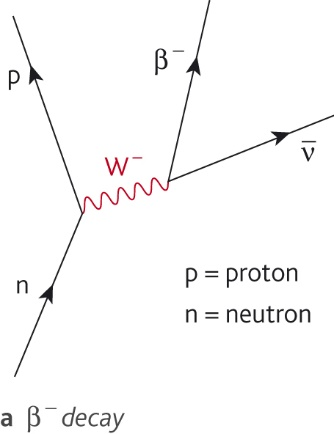 β⁻
p
W⁻
ν̅
n
p = proton
n = neutron
a β⁻ decay